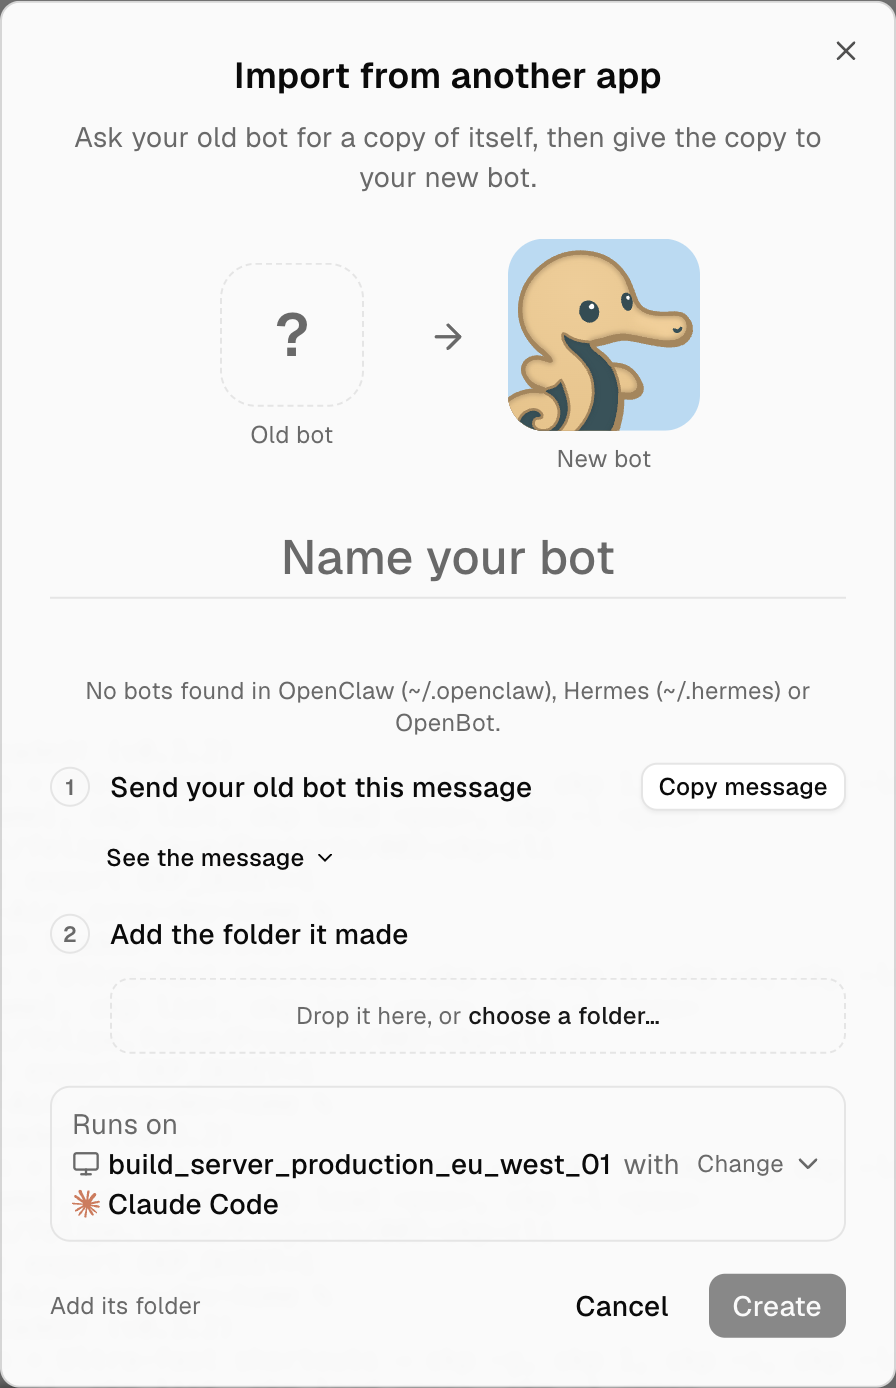 Import from another app
Ask your old bot for a copy of itself, then give the copy to
your new bot.
?
Old bot
New bot
Name your bot
No bots found in OpenClaw (~/.openclaw), Hermes (~/.hermes) or
OpenBot.
1 Send your old bot this message Copy message
See the message
2 Add the folder it made
Drop it here, or choose a folder...
Runs on
build_server_production_eu_west_01 with Change
Claude Code
Add its folder Cancel Create